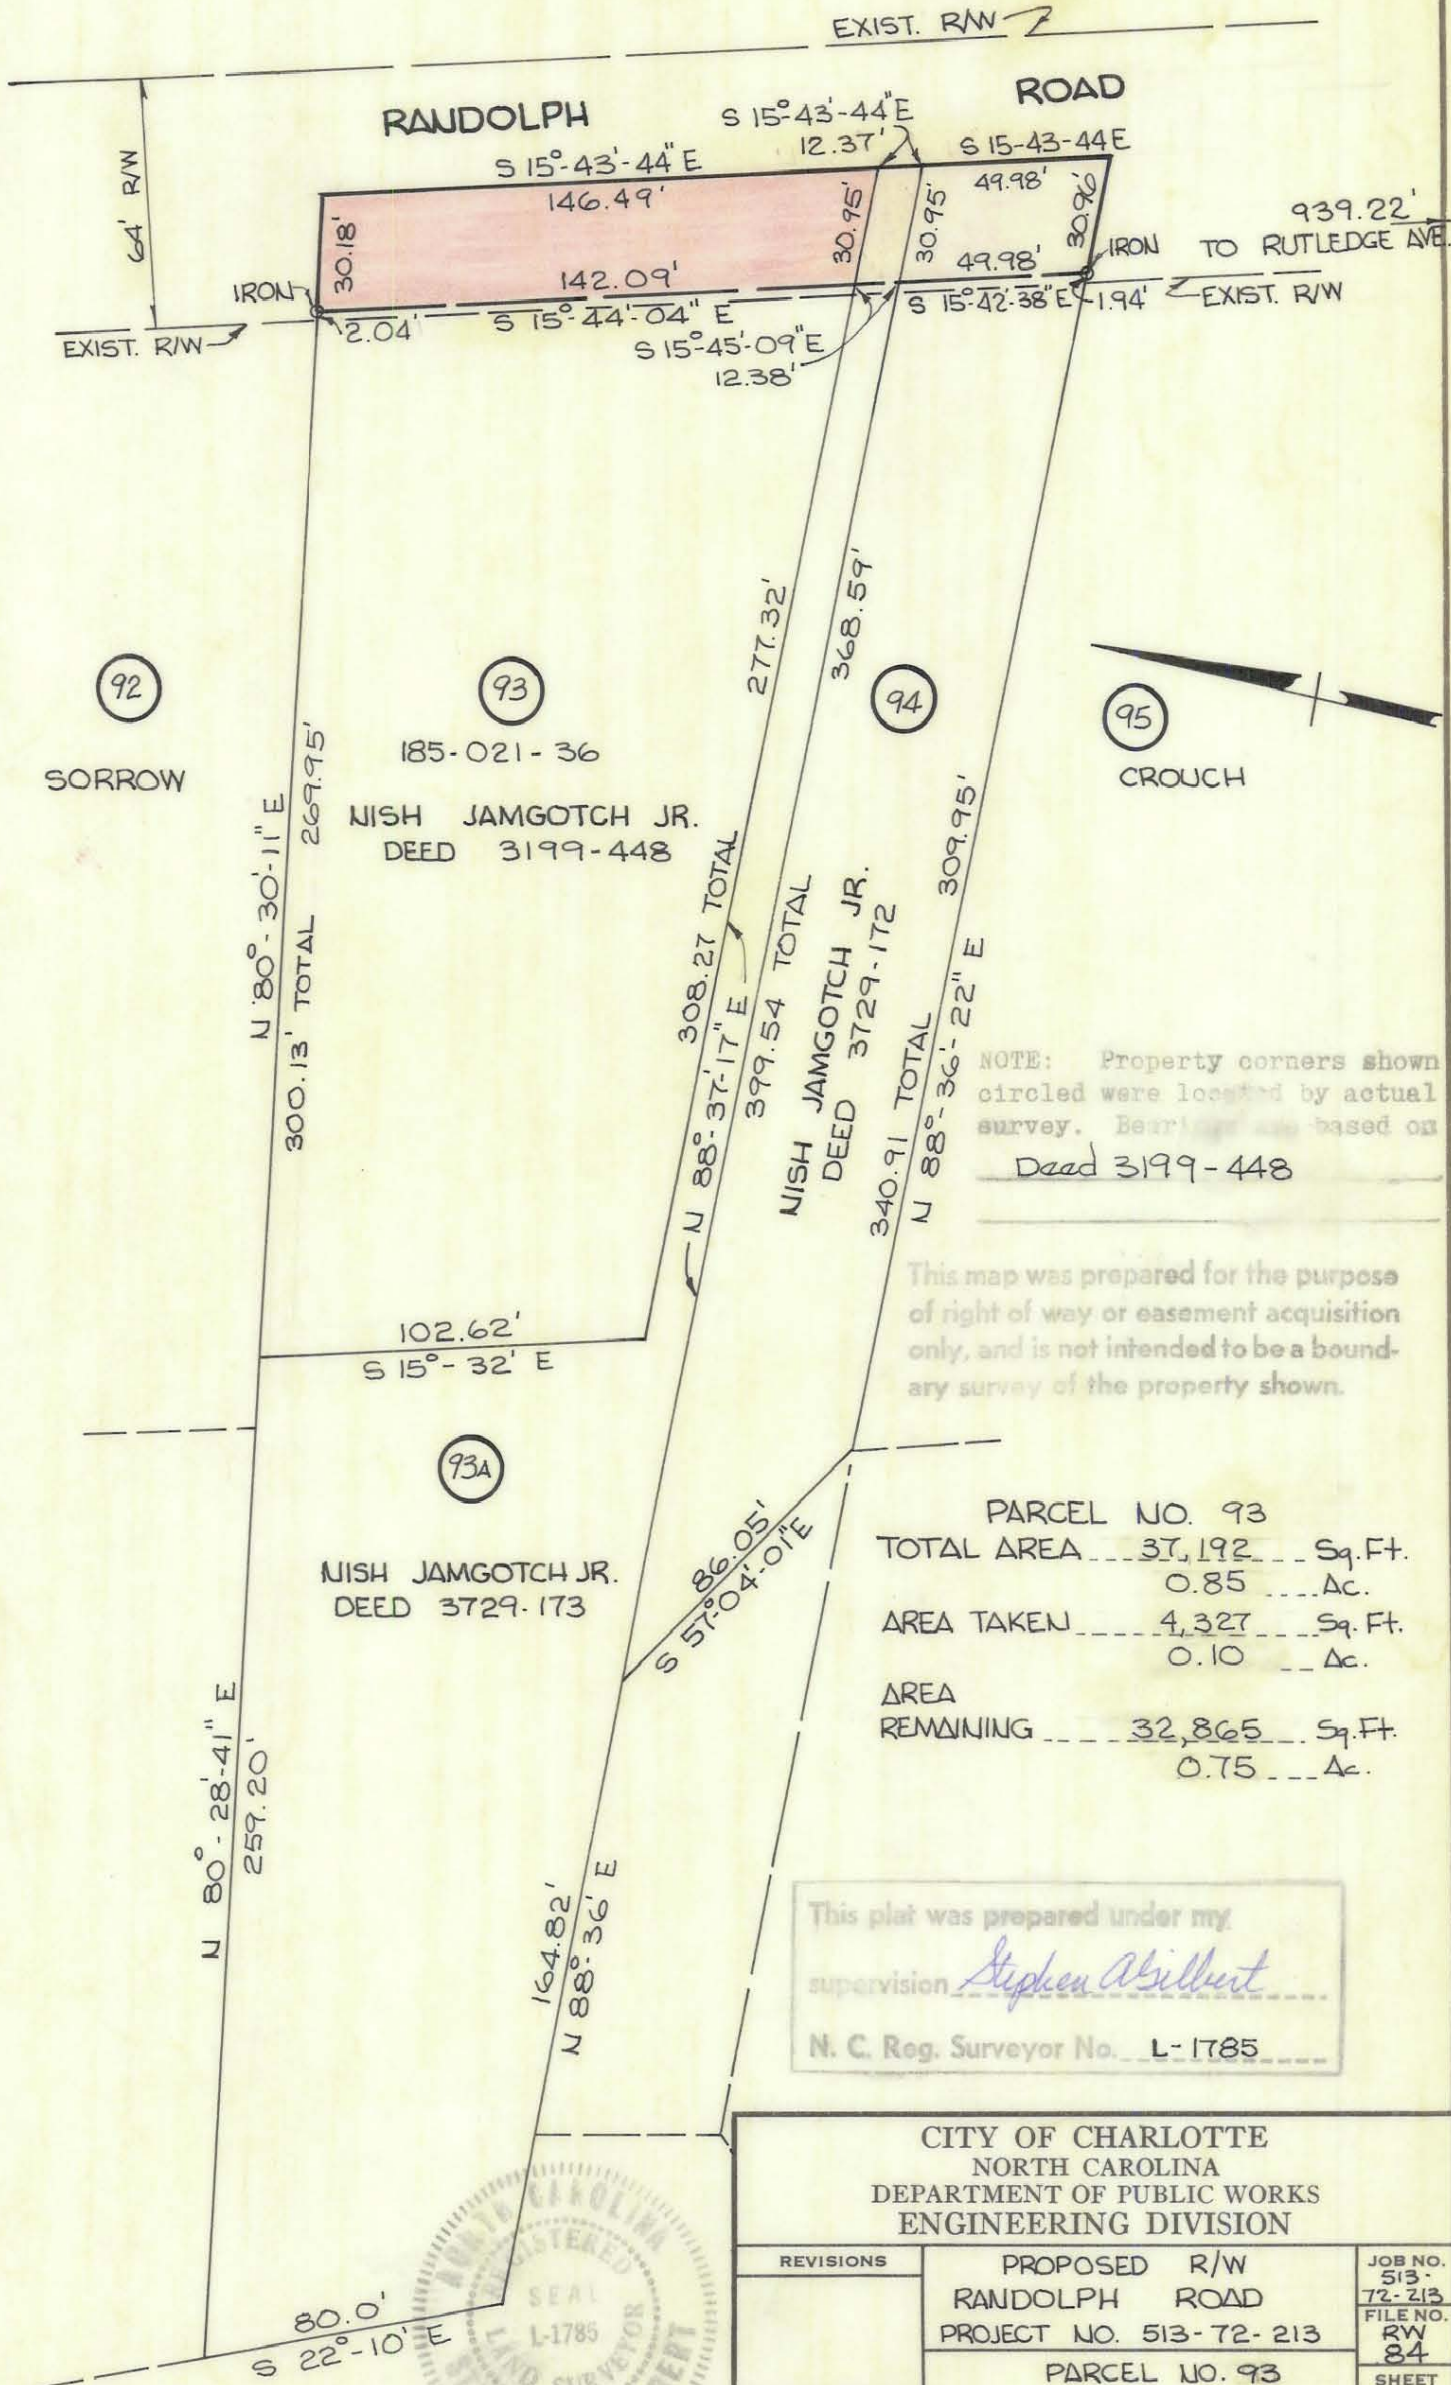 EXIST. R/W
RANDOLPH
ROAD
64' R/W
S 15°-43'-44" E
146.49'
S 15°-43'-44" E
12.37'
S 15-43-44 E
49.98'
30.18'
30.95'
30.95'
30.96'
939.22'
TO RUTLEDGE AVE.
IRON
IRON
142.09'
49.98'
EXIST. R/W
2.04'
S 15°-44'-04" E
S 15°-42'-38" E
1.94'
EXIST. R/W
S 15°-45'-09" E
12.38'
277.32'
368.59'
92
SORROW
93
185-021-36
NISH JAMGOTCH JR.
DEED 3199-448
94
95
CROUCH
N 80°-30'-11" E
300.13' TOTAL 269.95'
308.27 TOTAL
N 88°-37'-17" E
399.54 TOTAL
NISH JAMGOTCH JR.
DEED 3729-172
340.91 TOTAL 309.95'
N 88°-36'-22" E
NOTE: Property corners shown
circled were located by actual
survey. Bearings are based on
Deed 3199-448
This map was prepared for the purpose
of right of way or easement acquisition
only, and is not intended to be a bound-
ary survey of the property shown.
102.62'
S 15°-32' E
93A
NISH JAMGOTCH JR.
DEED 3729-173
86.05'
S 57°-04'-01" E
PARCEL NO. 93
TOTAL AREA 37,192 Sq.Ft.
0.85 Ac.
AREA TAKEN 4,327 Sq. Ft.
0.10 Ac.
AREA
REMAINING 32,865 Sq.Ft.
0.75 Ac.
N 80°-28'-41" E
259.20'
164.82'
N 88°-36' E
This plat was prepared under my
supervision Stephen A Gilbert
N. C. Reg. Surveyor No. L-1785
80.0'
S 22°-10' E
NORTH CAROLINA
REGISTERED
SEAL
L-1785
LAND SURVEYOR
CITY OF CHARLOTTE
NORTH CAROLINA
DEPARTMENT OF PUBLIC WORKS
ENGINEERING DIVISION
REVISIONS
PROPOSED R/W
RANDOLPH ROAD
PROJECT NO. 513-72-213
PARCEL NO. 93
JOB NO.
513-
72-213
FILE NO.
RW
84
SHEET